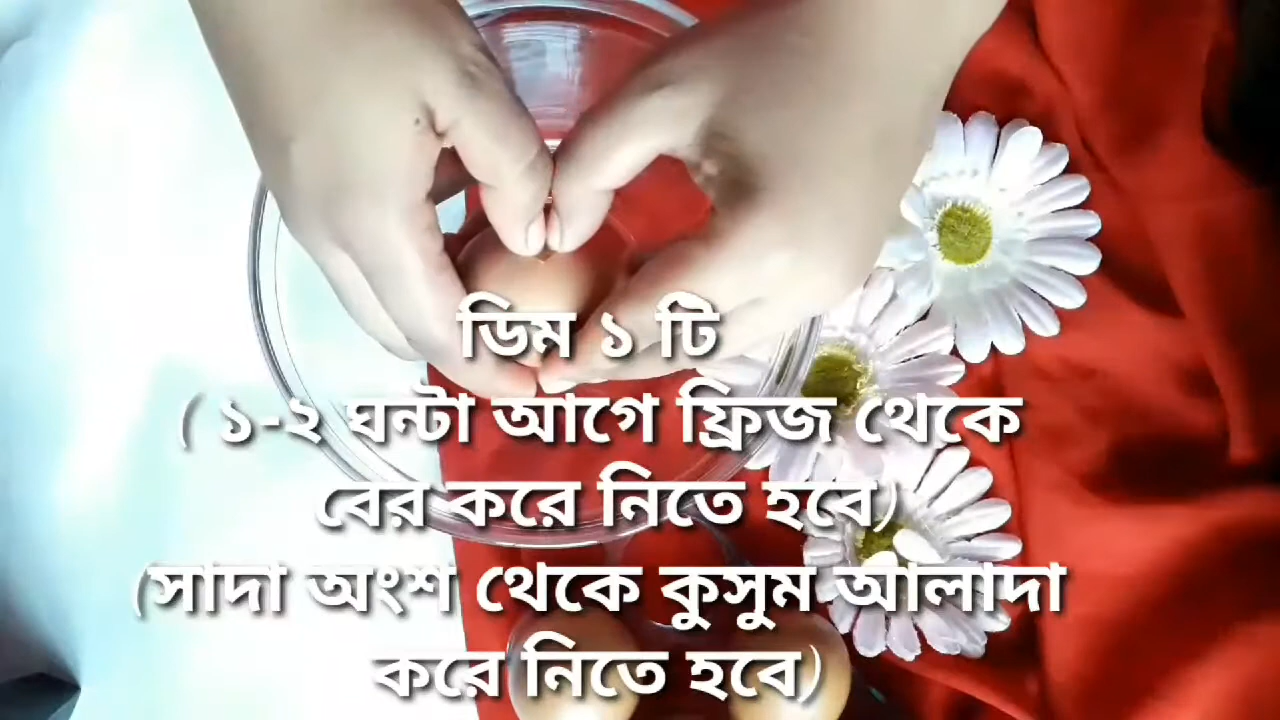 ডিম ১ টি
( ১-২ ঘন্টা আগে ফ্রিজ থেকে
বের করে নিতে হবে)
(সাদা অংশ থেকে কুসুম আলাদা
করে নিতে হবে)